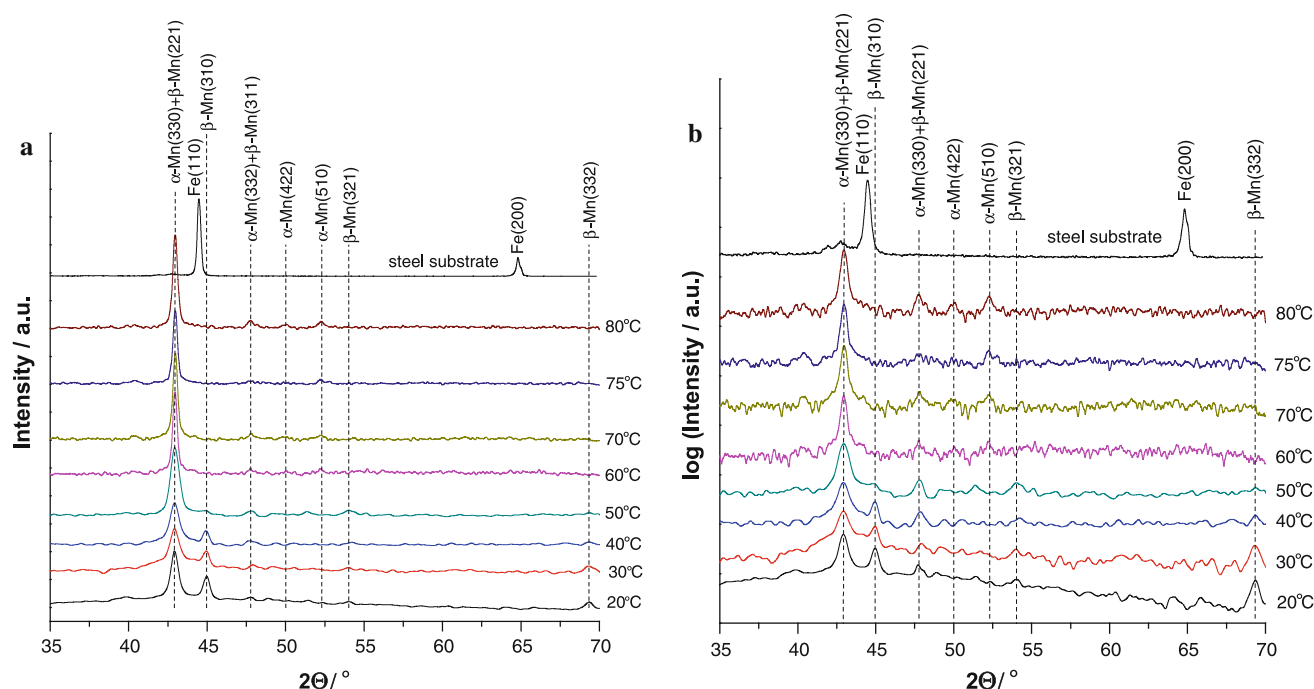 a
Intensity / a.u.
α-Mn(330)+β-Mn(221)
Fe(110)
β-Mn(310)
α-Mn(332)+β-Mn(311)
α-Mn(422)
α-Mn(510)
β-Mn(321)
Fe(200)
β-Mn(332)
steel substrate
80°C
75°C
70°C
60°C
50°C
40°C
30°C
20°C
35 40 45 50 55 60 65 70
2Θ/ °
b
log (Intensity / a.u.)
α-Mn(330)+β-Mn(221)
Fe(110)
β-Mn(310)
α-Mn(330)+β-Mn(221)
α-Mn(422)
α-Mn(510)
β-Mn(321)
Fe(200)
β-Mn(332)
steel substrate
80°C
75°C
70°C
60°C
50°C
40°C
30°C
20°C
35 40 45 50 55 60 65 70
2Θ/ °